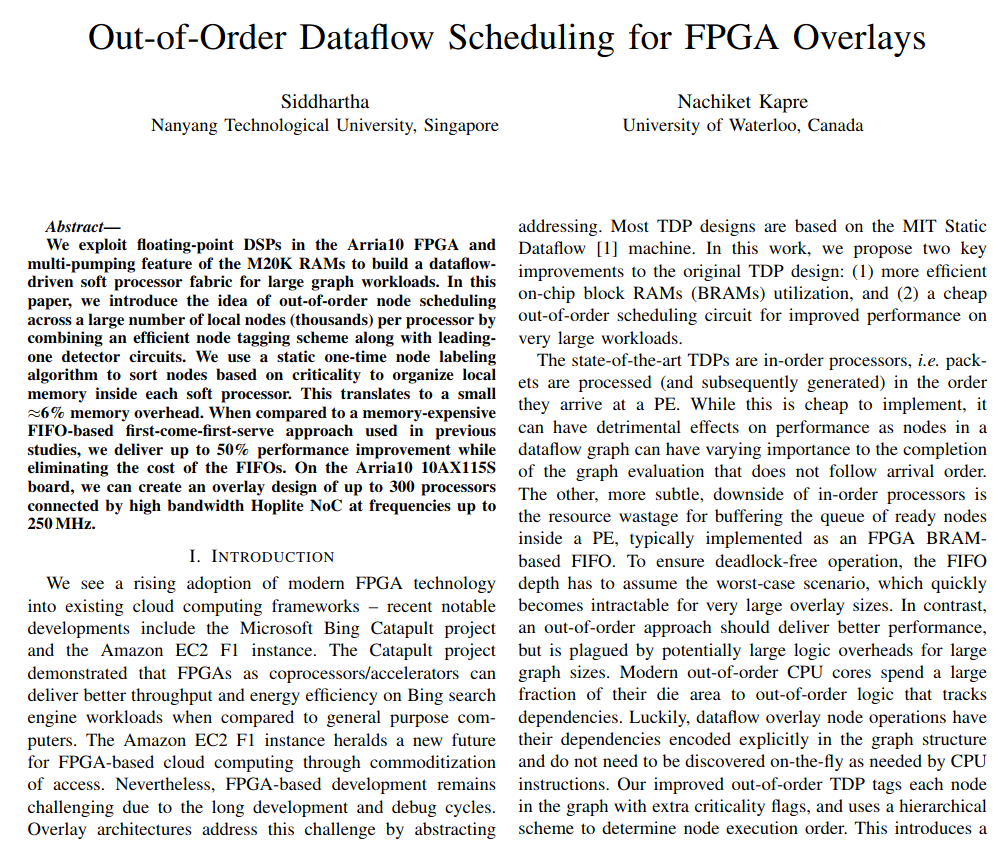 Out-of-Order Dataflow Scheduling for FPGA Overlays
Siddhartha
Nanyang Technological University, Singapore
Nachiket Kapre
University of Waterloo, Canada
Abstract—
We exploit floating-point DSPs in the Arria10 FPGA and
multi-pumping feature of the M20K RAMs to build a dataflow-
driven soft processor fabric for large graph workloads. In this
paper, we introduce the idea of out-of-order node scheduling
across a large number of local nodes (thousands) per processor by
combining an efficient node tagging scheme along with leading-
one detector circuits. We use a static one-time node labeling
algorithm to sort nodes based on criticality to organize local
memory inside each soft processor. This translates to a small
≈6% memory overhead. When compared to a memory-expensive
FIFO-based first-come-first-serve approach used in previous
studies, we deliver up to 50% performance improvement while
eliminating the cost of the FIFOs. On the Arria10 10AX115S
board, we can create an overlay design of up to 300 processors
connected by high bandwidth Hoplite NoC at frequencies up to
250 MHz.
I. INTRODUCTION
We see a rising adoption of modern FPGA technology
into existing cloud computing frameworks – recent notable
developments include the Microsoft Bing Catapult project
and the Amazon EC2 F1 instance. The Catapult project
demonstrated that FPGAs as coprocessors/accelerators can
deliver better throughput and energy efficiency on Bing search
engine workloads when compared to general purpose com-
puters. The Amazon EC2 F1 instance heralds a new future
for FPGA-based cloud computing through commoditization
of access. Nevertheless, FPGA-based development remains
challenging due to the long development and debug cycles.
Overlay architectures address this challenge by abstracting
addressing. Most TDP designs are based on the MIT Static
Dataflow [1] machine. In this work, we propose two key
improvements to the original TDP design: (1) more efficient
on-chip block RAMs (BRAMs) utilization, and (2) a cheap
out-of-order scheduling circuit for improved performance on
very large workloads.
The state-of-the-art TDPs are in-order processors, i.e. pack-
ets are processed (and subsequently generated) in the order
they arrive at a PE. While this is cheap to implement, it
can have detrimental effects on performance as nodes in a
dataflow graph can have varying importance to the completion
of the graph evaluation that does not follow arrival order.
The other, more subtle, downside of in-order processors is
the resource wastage for buffering the queue of ready nodes
inside a PE, typically implemented as an FPGA BRAM-
based FIFO. To ensure deadlock-free operation, the FIFO
depth has to assume the worst-case scenario, which quickly
becomes intractable for very large overlay sizes. In contrast,
an out-of-order approach should deliver better performance,
but is plagued by potentially large logic overheads for large
graph sizes. Modern out-of-order CPU cores spend a large
fraction of their die area to out-of-order logic that tracks
dependencies. Luckily, dataflow overlay node operations have
their dependencies encoded explicitly in the graph structure
and do not need to be discovered on-the-fly as needed by CPU
instructions. Our improved out-of-order TDP tags each node
in the graph with extra criticality flags, and uses a hierarchical
scheme to determine node execution order. This introduces a